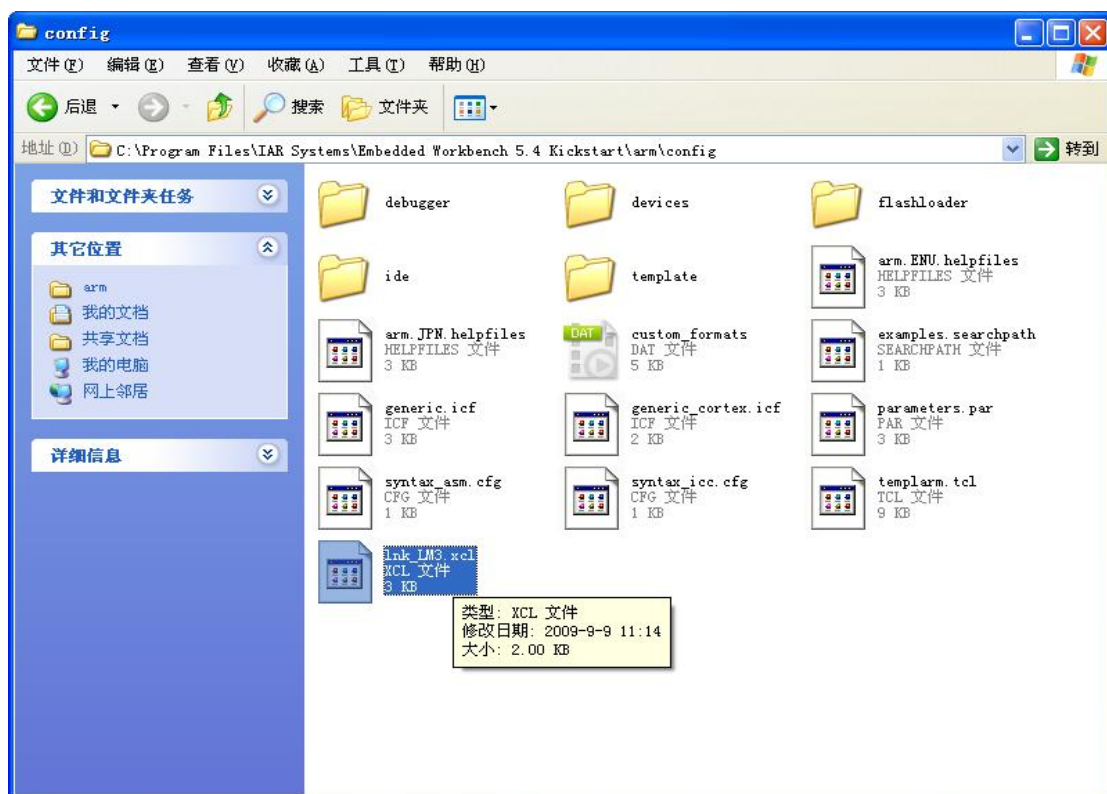 config
文件(F) 编辑(E) 查看(V) 收藏(A) 工具(T) 帮助(H)
后退 搜索 文件夹
地址(D) C:\Program Files\IAR Systems\Embedded Workbench 5.4 Kickstart\arm\config 转到
文件和文件夹任务
其它位置
arm
我的文档
共享文档
我的电脑
网上邻居
详细信息
debugger
devices
flashloader
ide
template
arm.ENU.helpfiles
HELPFILES 文件
3 KB
arm.JPN.helpfiles
HELPFILES 文件
3 KB
DAT
custom_formats
DAT 文件
5 KB
examples.searchpath
SEARCHPATH 文件
1 KB
generic.icf
ICF 文件
3 KB
generic_cortex.icf
ICF 文件
2 KB
parameters.par
PAR 文件
3 KB
syntax_asm.cfg
CFG 文件
1 KB
syntax_icc.cfg
CFG 文件
1 KB
templarm.tcl
TCL 文件
9 KB
lnk_LM3.xcl
XCL 文件
3 KB
类型: XCL 文件
修改日期: 2009-9-9 11:14
大小: 2.00 KB